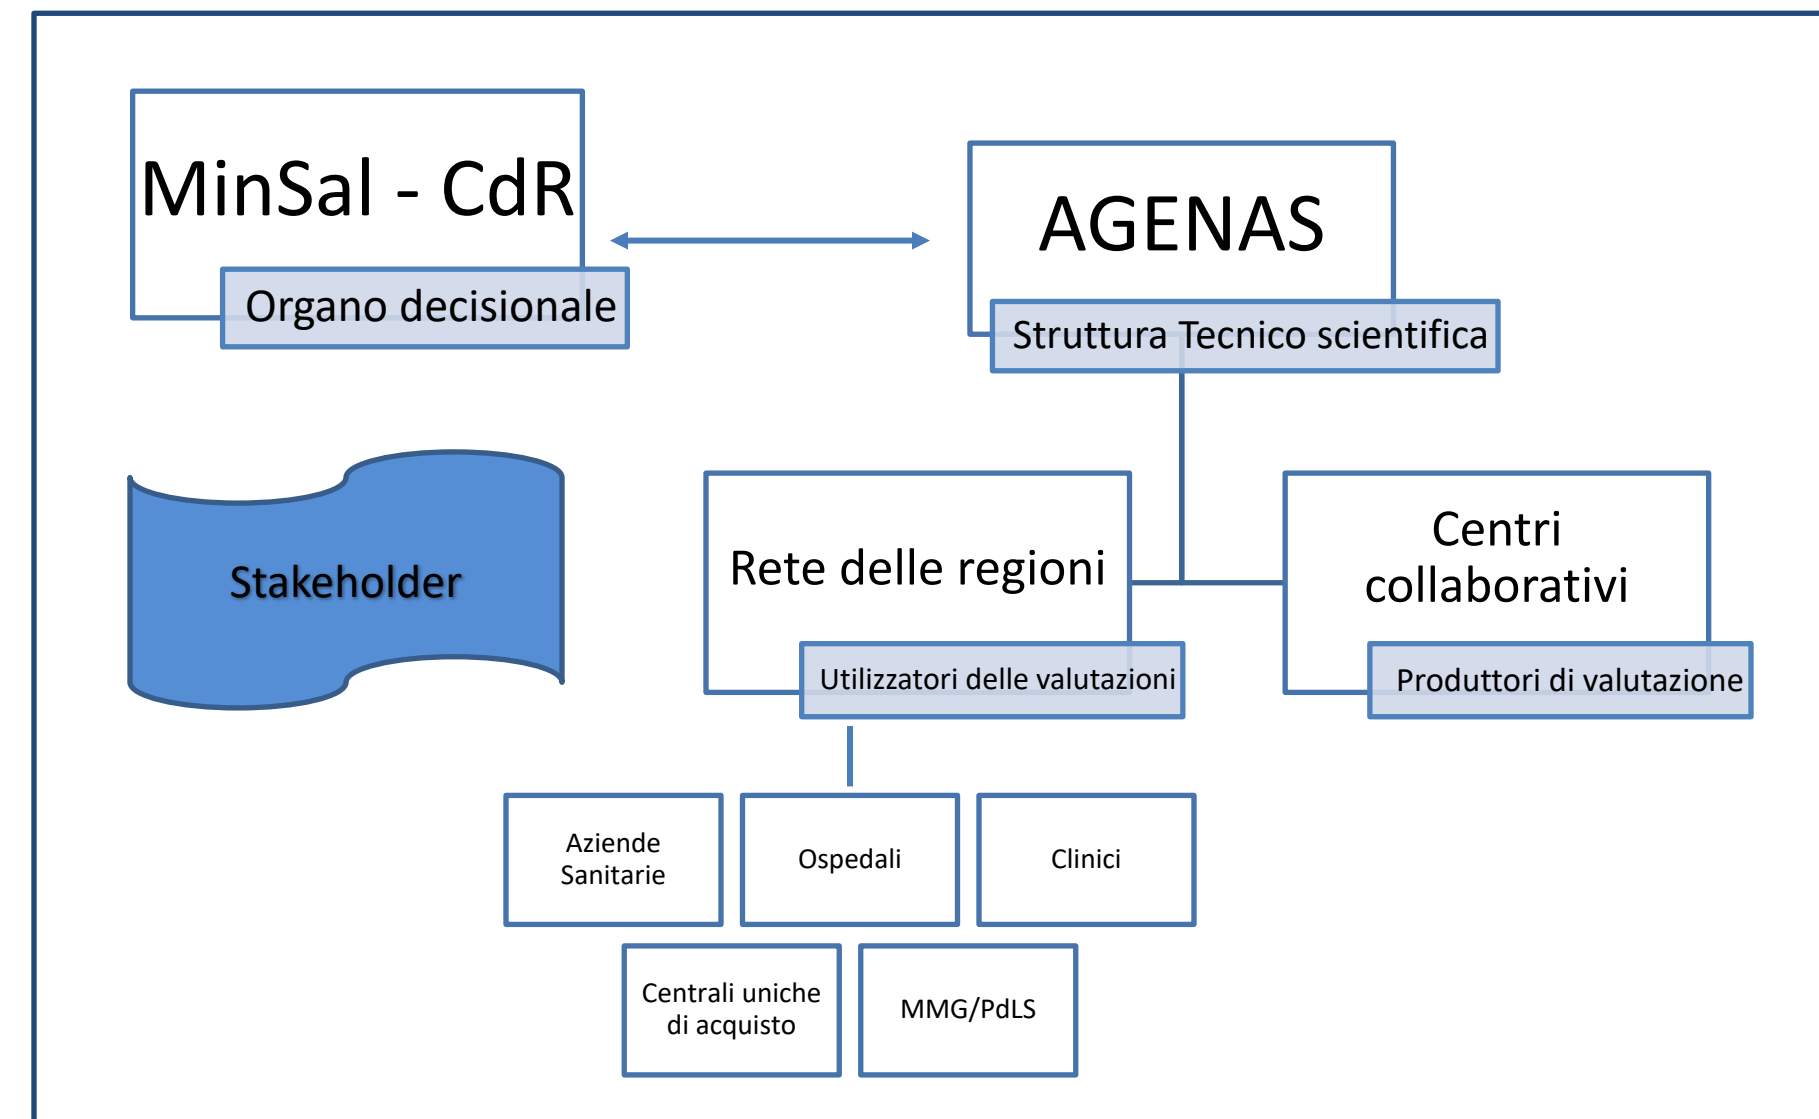 MinSal - CdR
Organo decisionale
AGENAS
Struttura Tecnico scientifica
Stakeholder
Rete delle regioni
Utilizzatori delle valutazioni
Centri
collaborativi
Produttori di valutazione
Aziende
Sanitarie
Ospedali
Clinici
Centrali uniche
di acquisto
MMG/PdLS